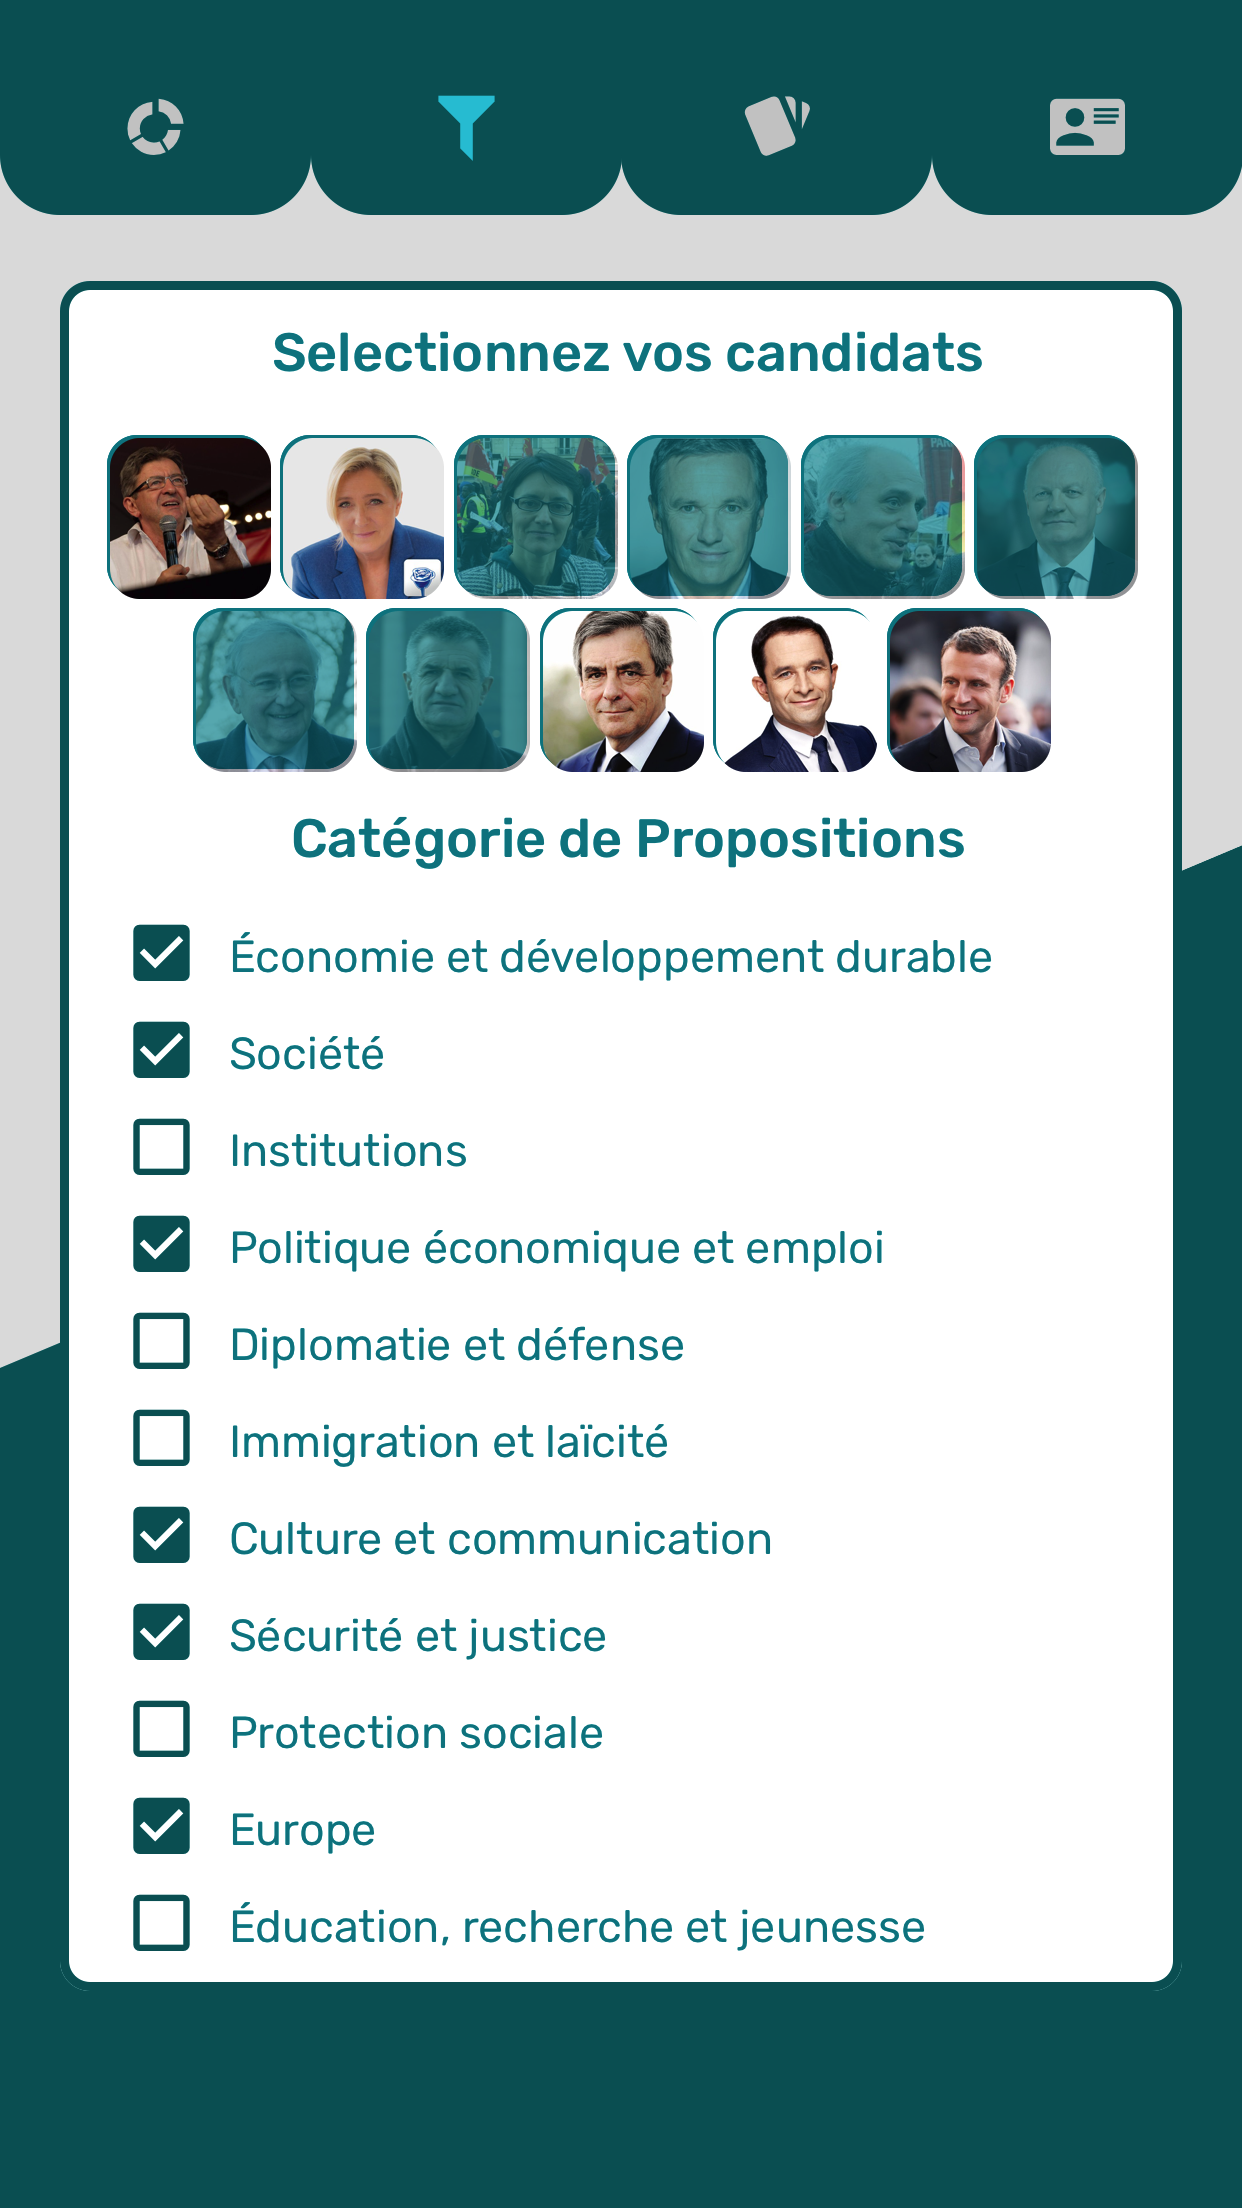 Selectionnez vos candidats
Catégorie de Propositions
Économie et développement durable
Société
Institutions
Politique économique et emploi
Diplomatie et défense
Immigration et laïcité
Culture et communication
Sécurité et justice
Protection sociale
Europe
Éducation, recherche et jeunesse